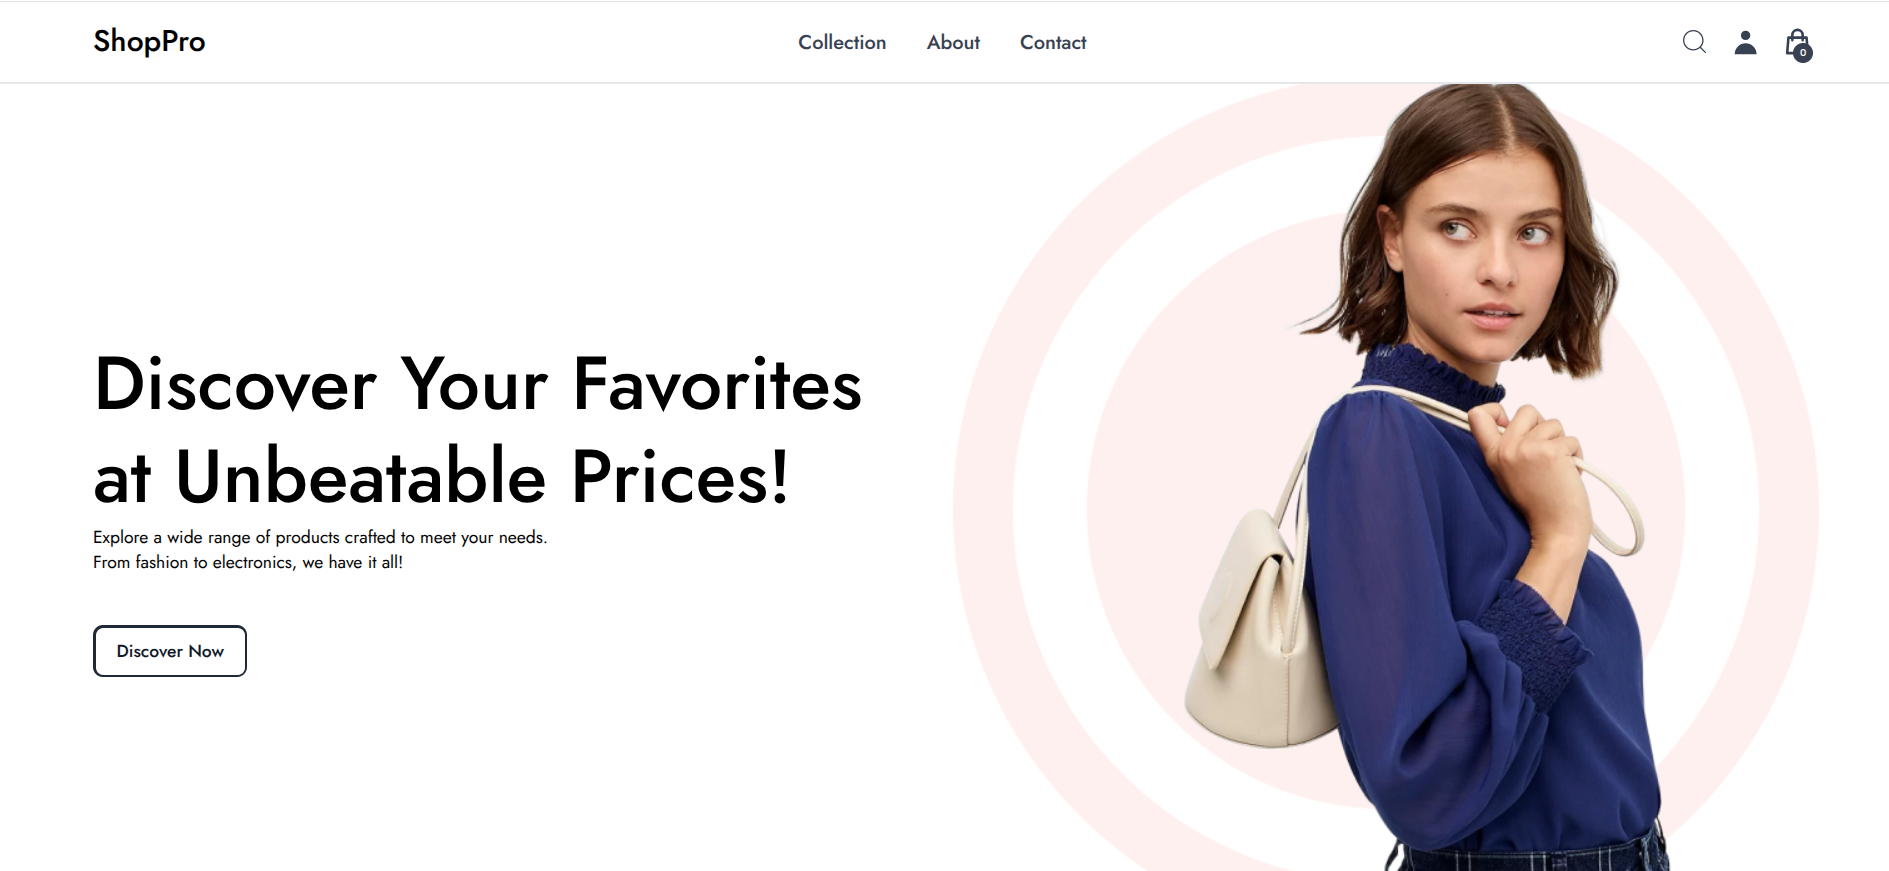 ShopPro
Collection About Contact
0
Discover Your Favorites
at Unbeatable Prices!
Explore a wide range of products crafted to meet your needs.
From fashion to electronics, we have it all!
Discover Now